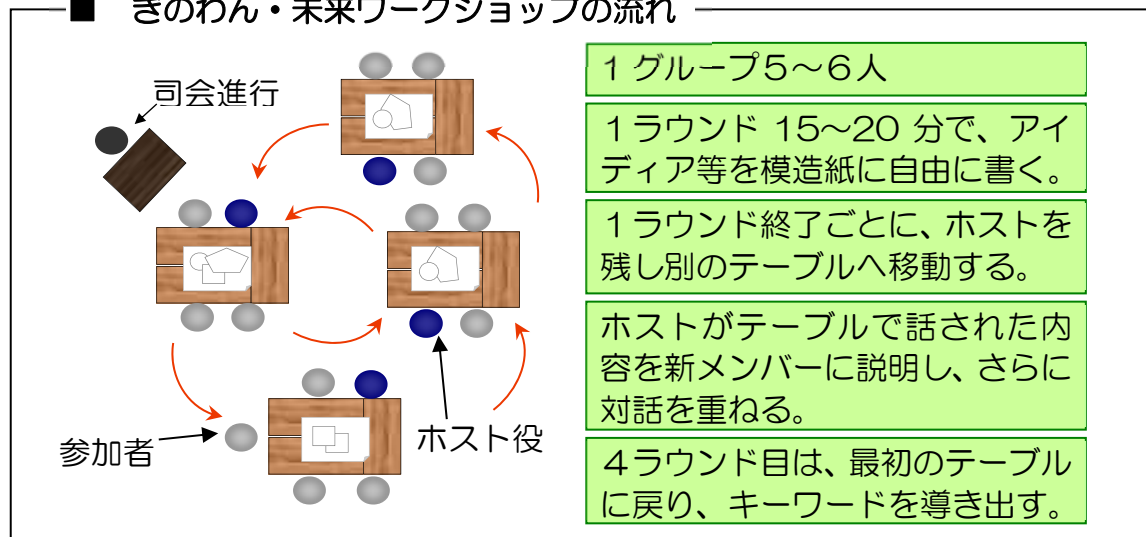 ■ きのわん・未来ワークショップの流れ
司会進行
参加者
ホスト役
1グループ5~6人
1ラウンド 15~20 分で、アイ
ディア等を模造紙に自由に書く。
1ラウンド終了ごとに、ホストを
残し別のテーブルへ移動する。
ホストがテーブルで話された内
容を新メンバーに説明し、さらに
対話を重ねる。
4ラウンド目は、最初のテーブル
に戻り、キーワードを導き出す。